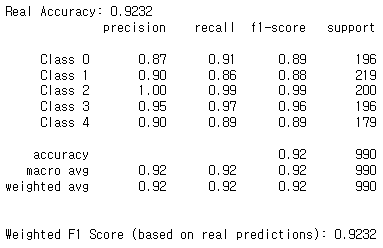 Real Accuracy: 0.9232
precision recall f1-score support
Class 0 0.87 0.91 0.89 196
Class 1 0.90 0.86 0.88 219
Class 2 1.00 0.99 0.99 200
Class 3 0.95 0.97 0.96 196
Class 4 0.90 0.89 0.89 179
accuracy 0.92 990
macro avg 0.92 0.92 0.92 990
weighted avg 0.92 0.92 0.92 990
Weighted F1 Score (based on real predictions): 0.9232